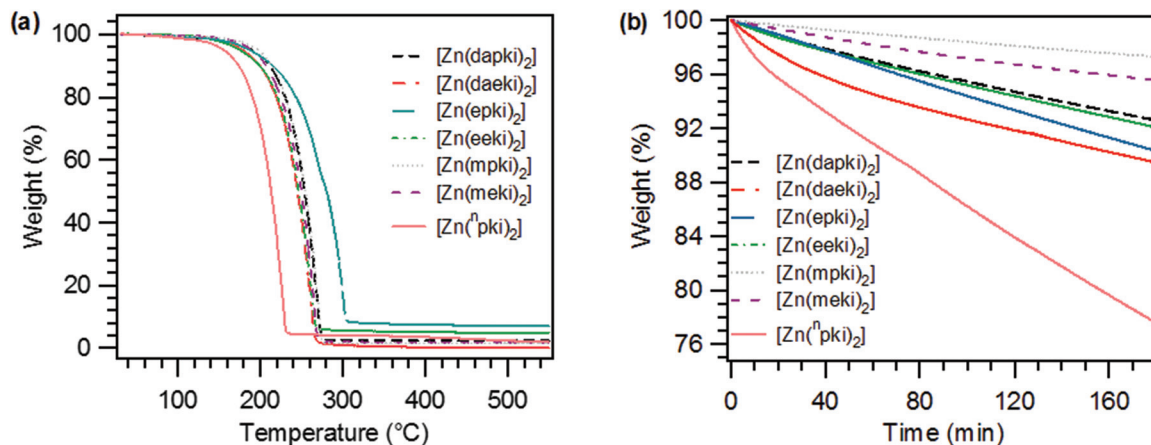 (a)
100
80
60
40
20
0
Weight (%)
100 200 300 400 500
Temperature (°C)
[Zn(dapki)₂]
[Zn(daeki)₂]
[Zn(epki)₂]
[Zn(eeki)₂]
[Zn(mpki)₂]
[Zn(meki)₂]
[Zn(ⁿpki)₂]
(b)
100
96
92
88
84
80
76
Weight (%)
0 40 80 120 160
Time (min)
[Zn(dapki)₂]
[Zn(daeki)₂]
[Zn(epki)₂]
[Zn(eeki)₂]
[Zn(mpki)₂]
[Zn(meki)₂]
[Zn(ⁿpki)₂]